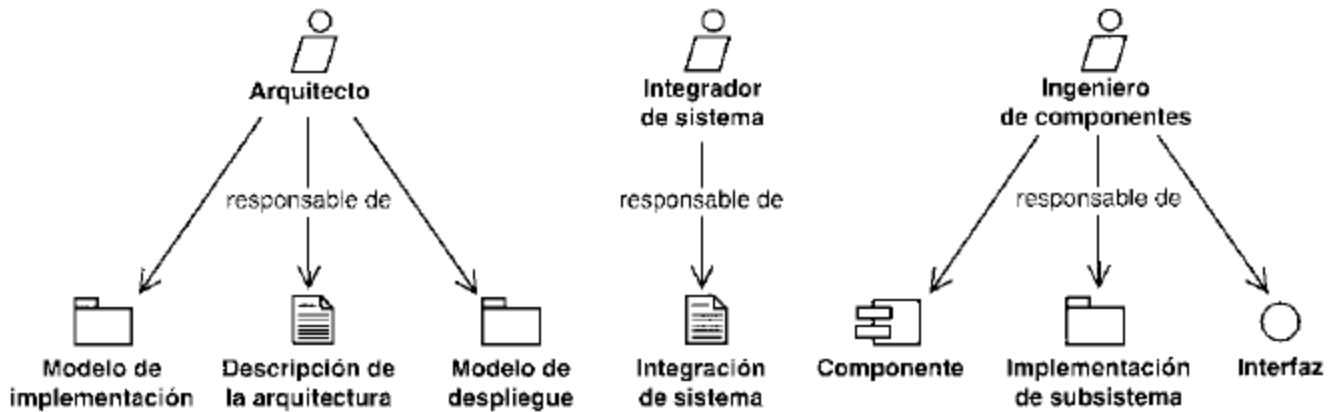 Arquitecto
Integrador
de sistema
Ingeniero
de componentes
responsable de
responsable de
responsable de
Modelo de
implementación
Descripción de
la arquitectura
Modelo de
despliegue
Integración
de sistema
Componente
Implementación
de subsistema
Interfaz